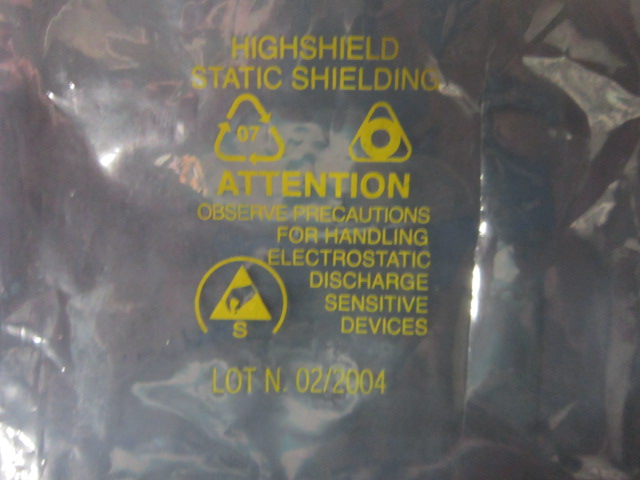 HIGHSHIELD
STATIC SHIELDING
07
ATTENTION
OBSERVE PRECAUTIONS
FOR HANDLING
ELECTROSTATIC
DISCHARGE
SENSITIVE
DEVICES
S
LOT N. 02/2004